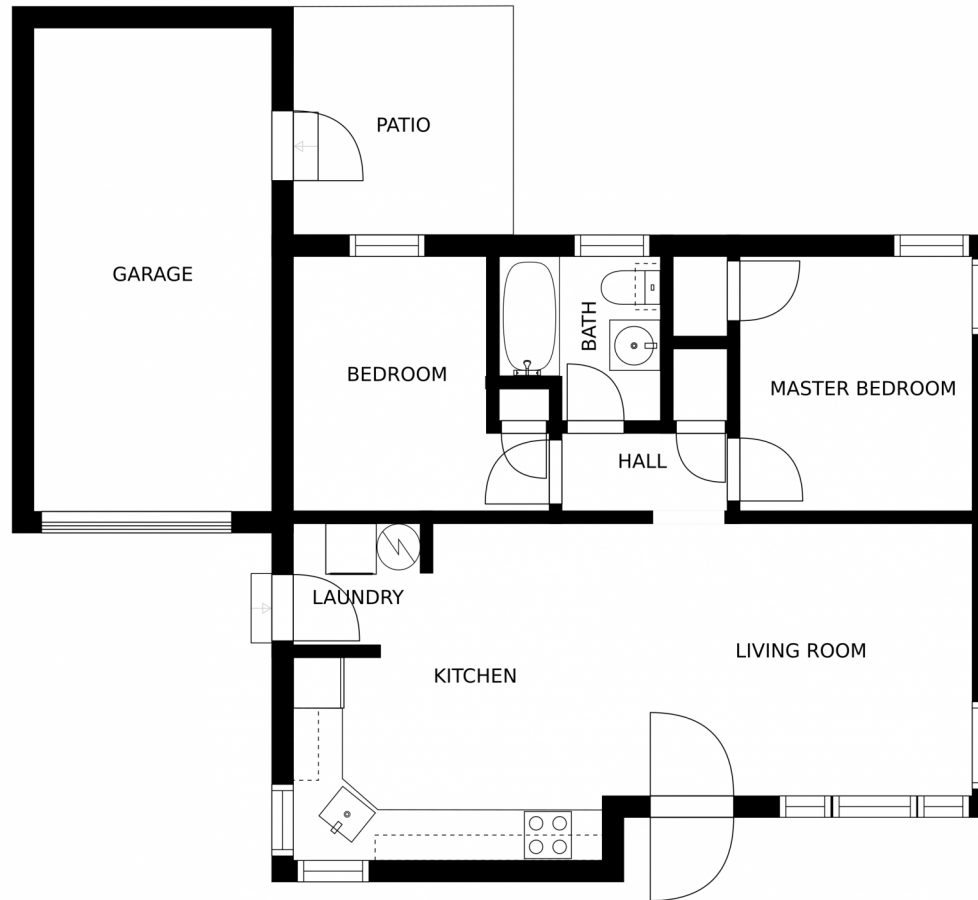 PATIO
GARAGE
BATH
BEDROOM
MASTER BEDROOM
HALL
LAUNDRY
LIVING ROOM
KITCHEN